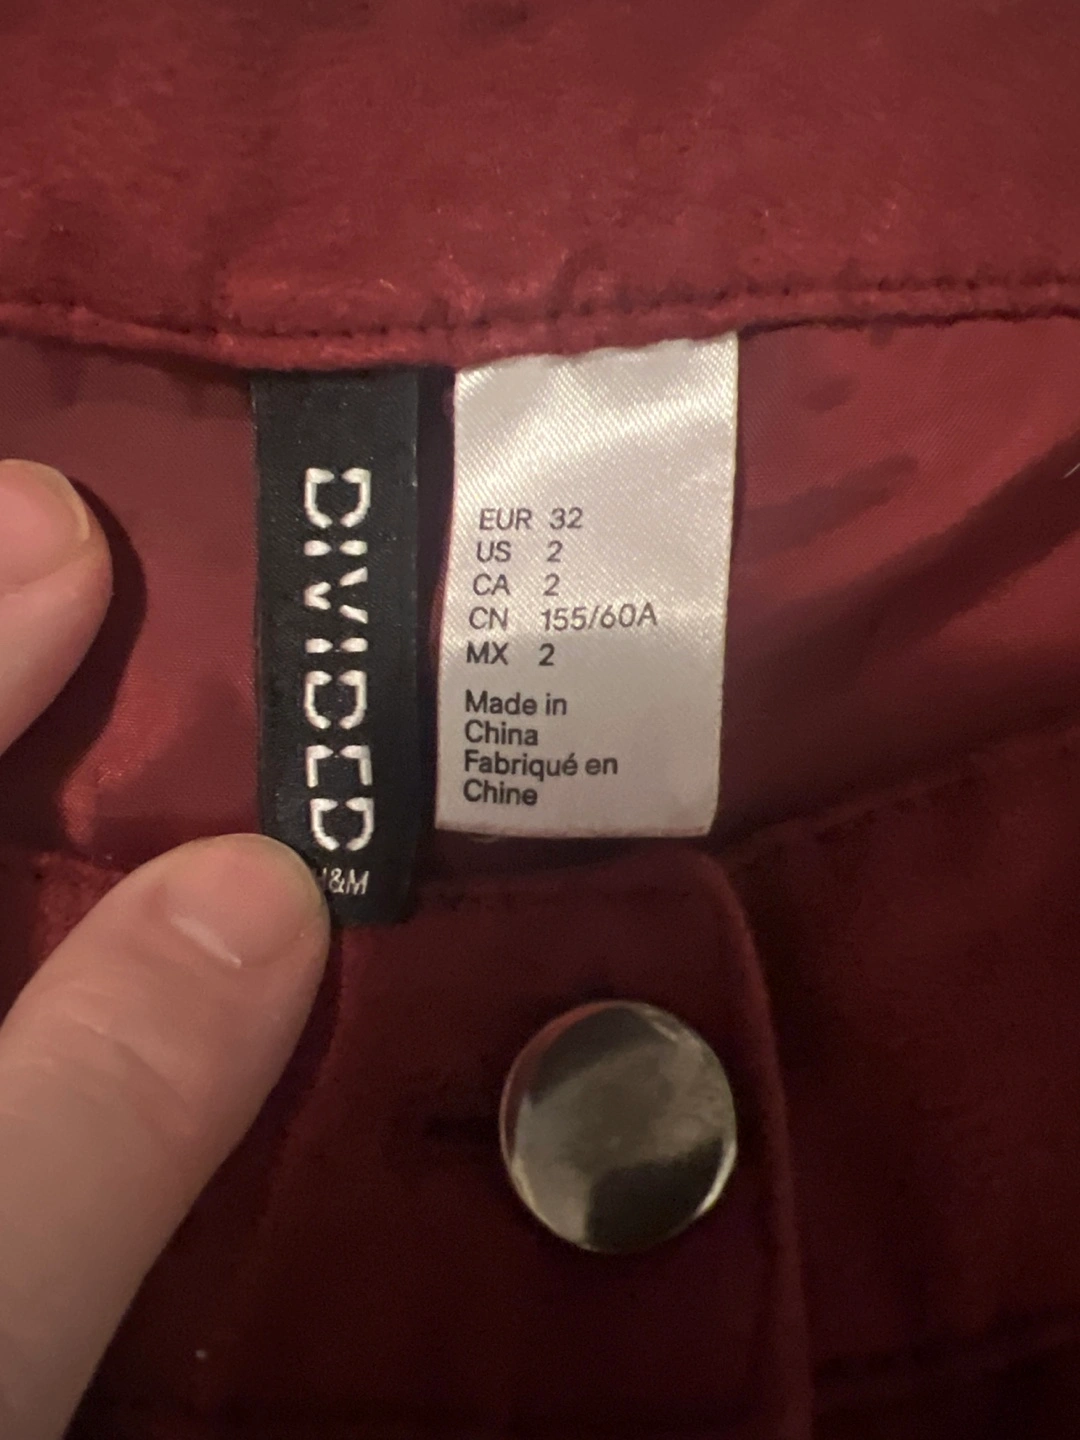 DIVIDED
H&M
EUR 32
US 2
CA 2
CN 155/60A
MX 2
Made in
China
Fabriqué en
Chine